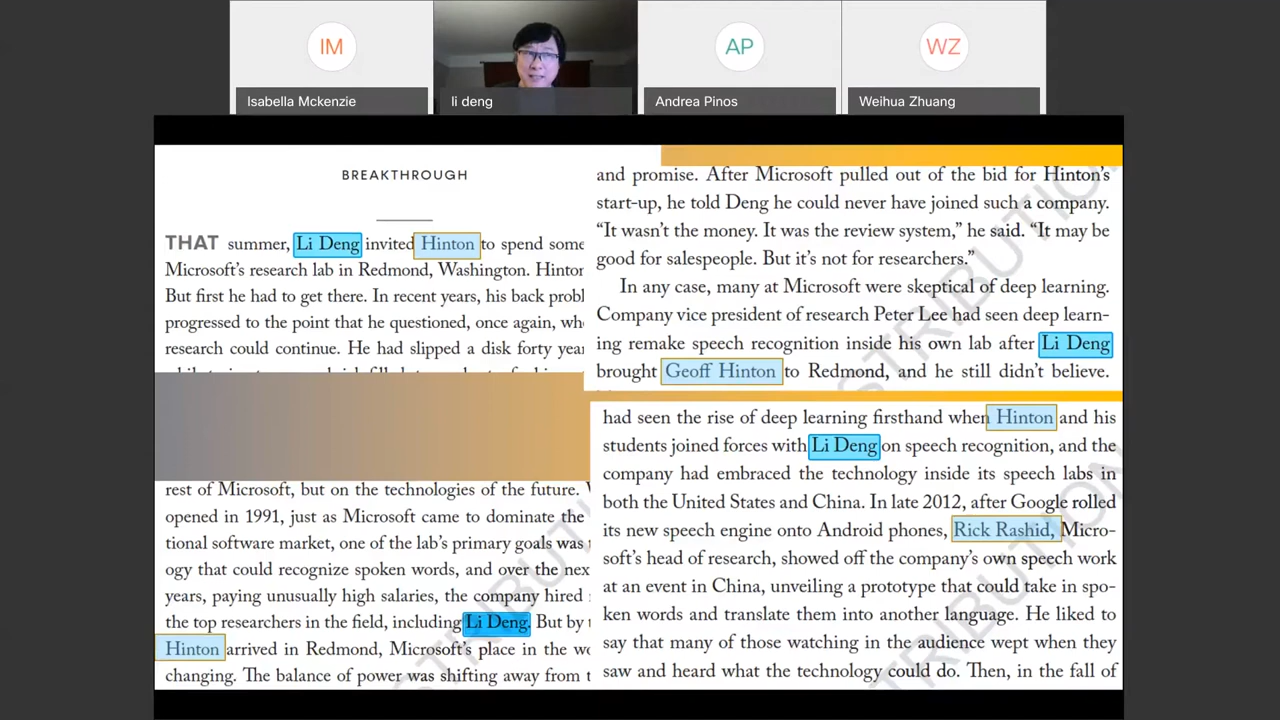 IM
AP
WZ
Isabella Mckenzie
li deng
Andrea Pinos
Weihua Zhuang
BREAKTHROUGH
THAT summer, Li Deng invited Hinton to spend some
Microsoft's research lab in Redmond, Washington. Hinton
But first he had to get there. In recent years, his back
progressed to the point that he questioned, once again,
research could continue. He had slipped a disk forty
rest of Microsoft, but on the technologies of the future.
opened in 1991, just as Microsoft came to dominate the
tional software market, one of the lab's primary goals was
ogy that could recognize spoken words, and over the
years, paying unusually high salaries, the company hired
the top researchers in the field, including Li Deng. But by
Hinton arrived in Redmond, Microsoft's place in the
changing. The balance of power was shifting away from
and promise. After Microsoft pulled out of the bid for Hinton's
start-up, he told Deng he could never have joined such a company.
“It wasn't the money. It was the review system,” he said. “It may be
good for salespeople. But it's not for researchers.”
In any case, many at Microsoft were skeptical of deep learning.
Company vice president of research Peter Lee had seen deep learn-
ing remake speech recognition inside his own lab after Li Deng
brought Geoff Hinton to Redmond, and he still didn't believe.
had seen the rise of deep learning firsthand when Hinton and his
students joined forces with Li Deng on speech recognition, and the
company had embraced the technology inside its speech labs in
both the United States and China. In late 2012, after Google rolled
its new speech engine onto Android phones, Rick Rashid, Micro-
soft's head of research, showed off the company's own speech work
at an event in China, unveiling a prototype that could take in spo-
ken words and translate them into another language. He liked to
say that many of those watching in the audience wept when they
saw and heard what the technology could do. Then, in the fall of